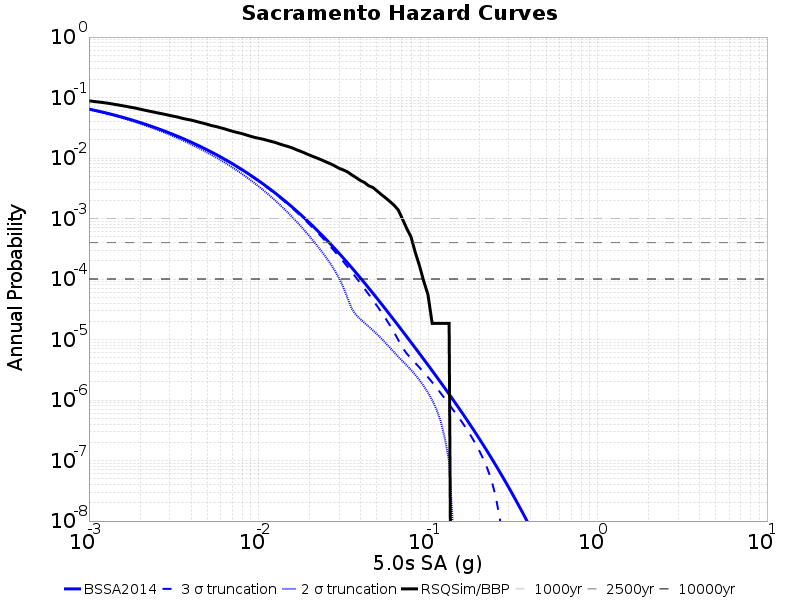 Sacramento Hazard Curves
Annual Probability
10^0
10^-1
10^-2
10^-3
10^-4
10^-5
10^-6
10^-7
10^-8
10^-3 10^-2 10^-1 10^0 10^1
5.0s SA (g)
BSSA2014 3 σ truncation 2 σ truncation RSQSim/BBP 1000yr 2500yr 10000yr